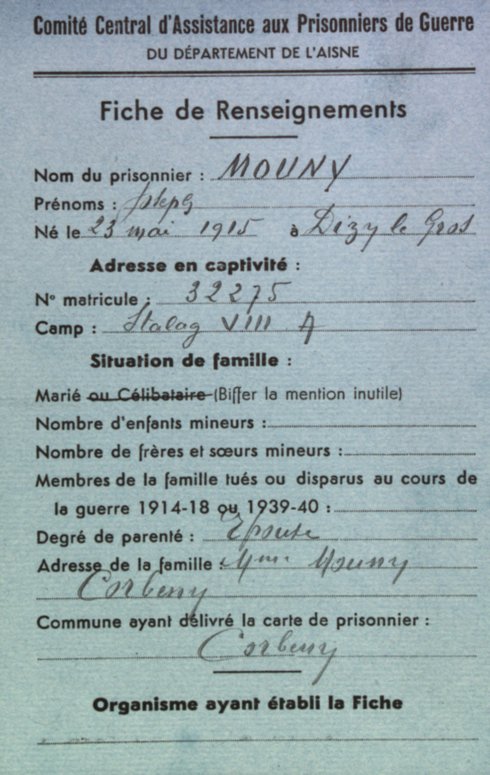 Comité Central d'Assistance aux Prisonniers de Guerre
DU DÉPARTEMENT DE L'AISNE
Fiche de Renseignements
Nom du prisonnier : MOUNY
Prénoms : Joseph
Né le 23 mai 1915 à Dizy le Gros
Adresse en captivité :
N° matricule : 32275
Camp : Stalag VIII A
Situation de famille :
Marié ou Célibataire (Biffer la mention inutile)
Nombre d'enfants mineurs :
Nombre de frères et sœurs mineurs :
Membres de la famille tués ou disparus au cours de
la guerre 1914-18 ou 1939-40 :
Degré de parenté : Epouse
Adresse de la famille : Mme Mouny
Corbeny
Commune ayant délivré la carte de prisonnier :
Corbeny
Organisme ayant établi la Fiche